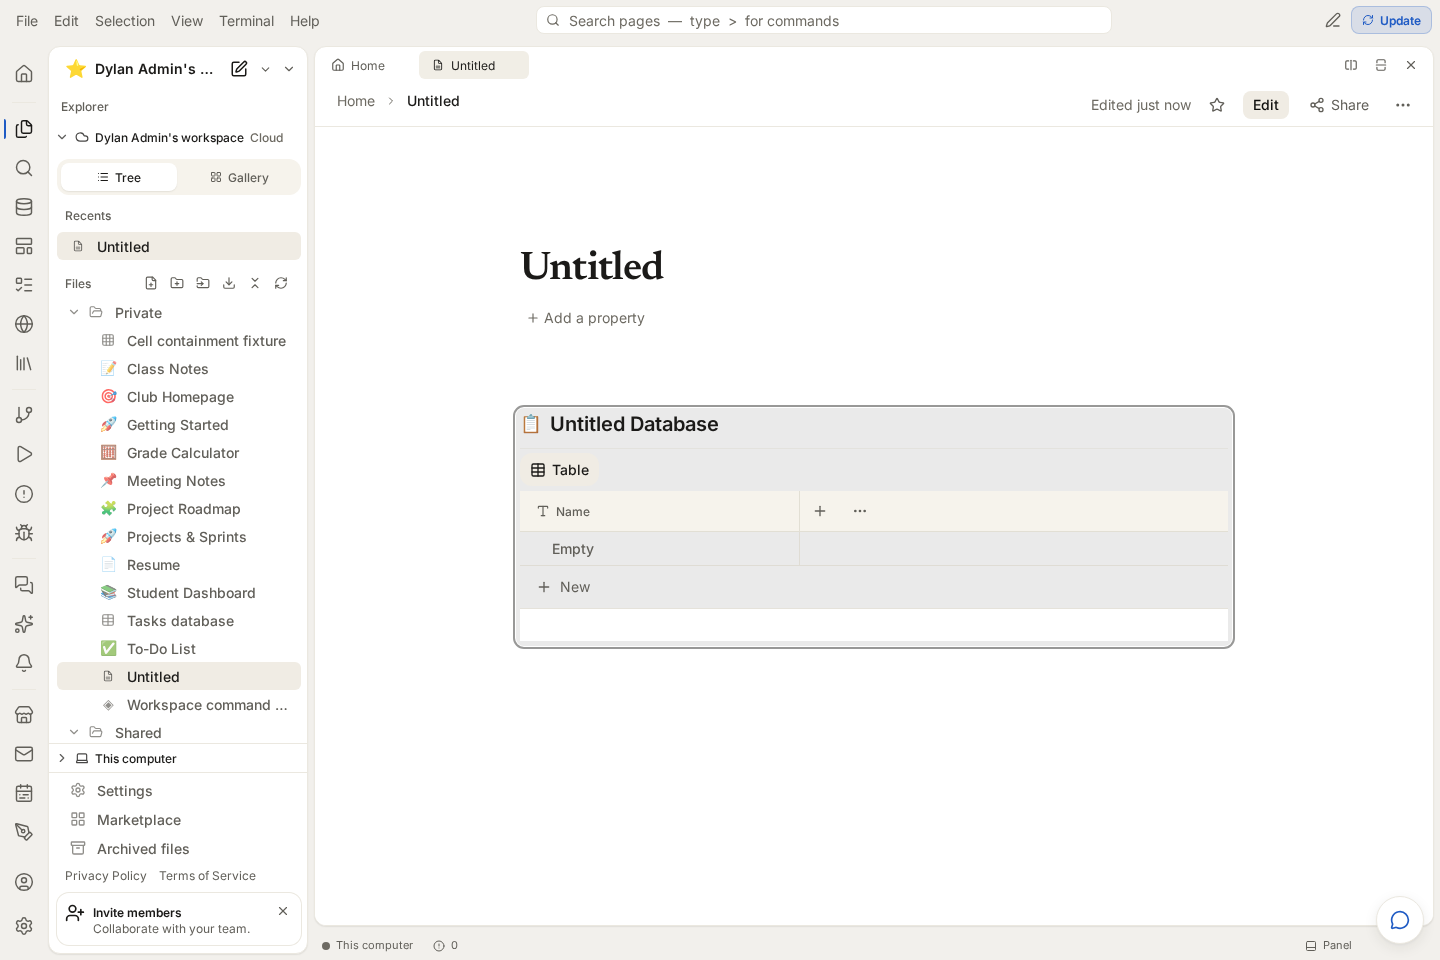 File Edit Selection View Terminal Help
Search pages — type > for commands
Update
Dylan Admin's ...
Explorer
Dylan Admin's workspace Cloud
Tree
Gallery
Recents
Untitled
Files
Private
Cell containment fixture
Class Notes
Club Homepage
Getting Started
Grade Calculator
Meeting Notes
Project Roadmap
Projects & Sprints
Resume
Student Dashboard
Tasks database
To-Do List
Untitled
Workspace command ...
Shared
This computer
Settings
Marketplace
Archived files
Privacy Policy Terms of Service
Invite members
Collaborate with your team.
Home
Untitled
Home > Untitled
Edited just now
Edit
Share
Untitled
+ Add a property
Untitled Database
Table
Name
Empty
+ New
This computer
0
Panel